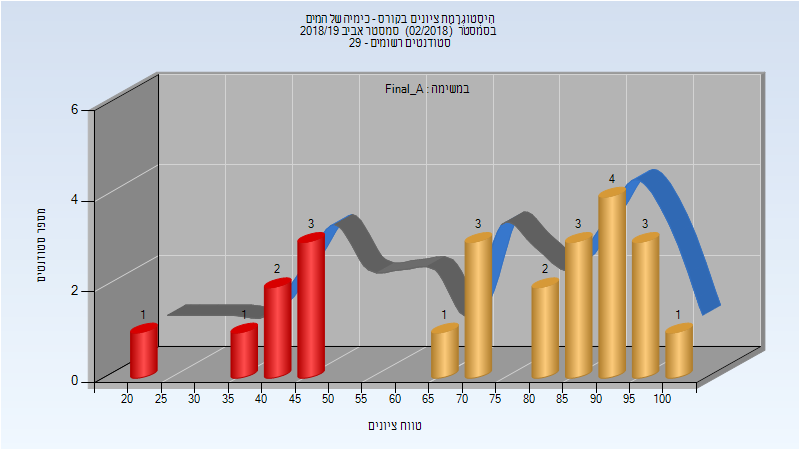 היסטוגרמת ציונים בקורס - כימיה של המים
בסמסטר (02/2018) סמסטר אביב 2018/19
סטודנטים רשומים - 29
במשימה : Final_A
6
4
2
0
מספר סטודנטים
1
1
2
3
1
3
2
3
4
3
1
20 25 30 35 40 45 50 55 60 65 70 75 80 85 90 95 100
טווח ציונים